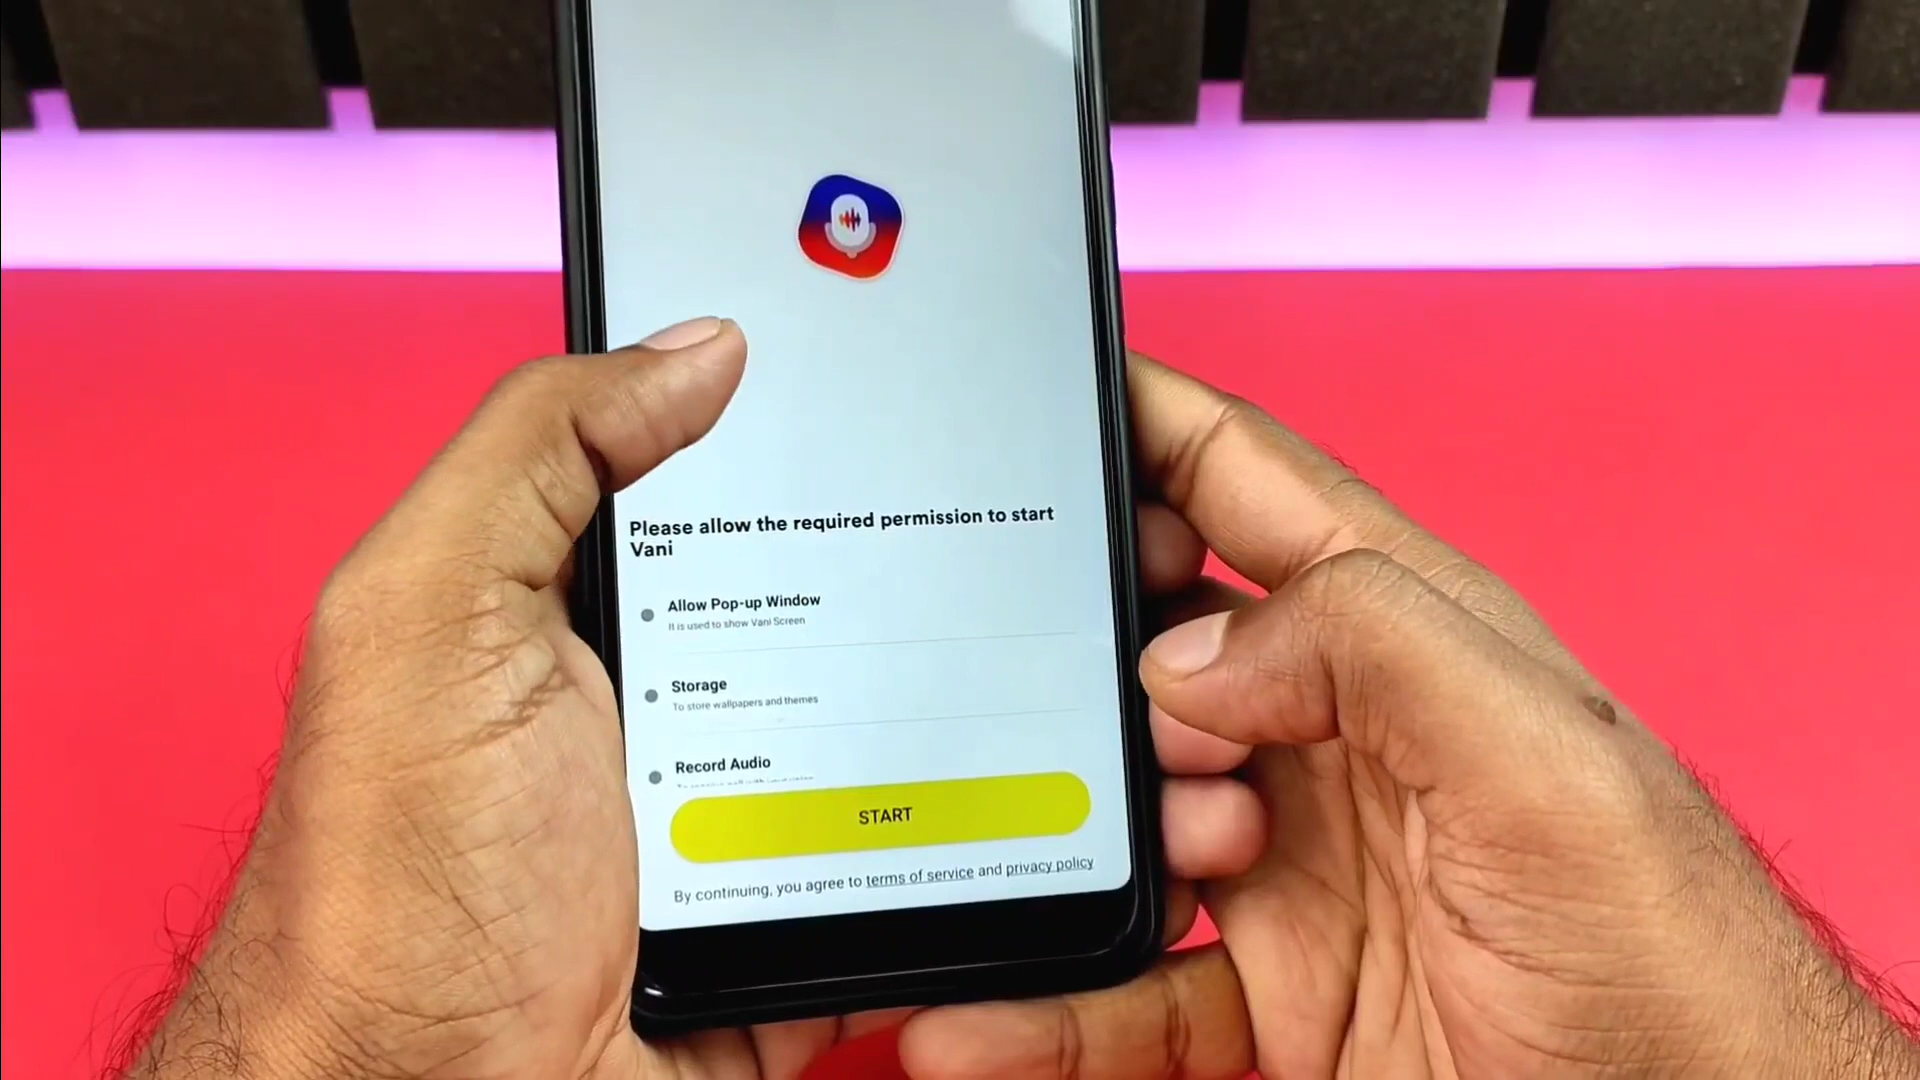 Please allow the required permission to start
Vani
Allow Pop-up Window
It is used to show Vani Screen
Storage
To store wallpapers and themes
Record Audio
START
By continuing, you agree to terms of service and privacy policy